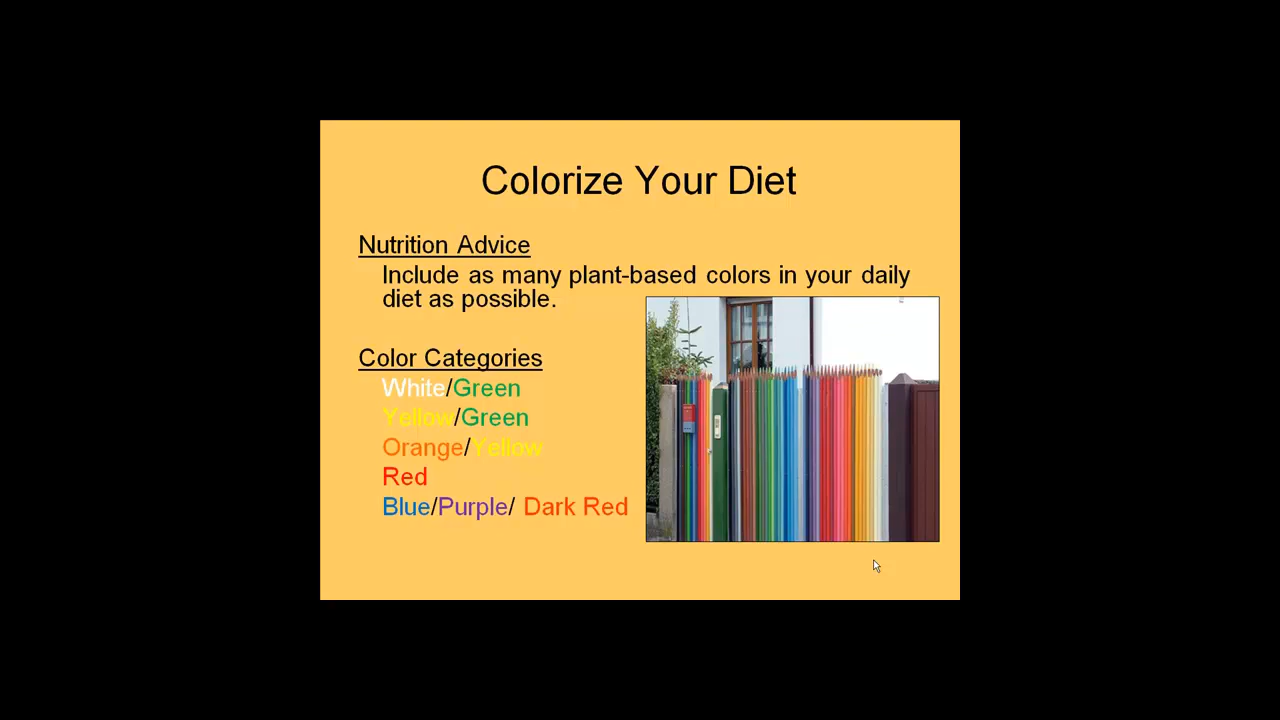 Colorize Your Diet
Nutrition Advice
Include as many plant-based colors in your daily
diet as possible.
Color Categories
White/Green
Yellow/Green
Orange/Yellow
Red
Blue/Purple/ Dark Red